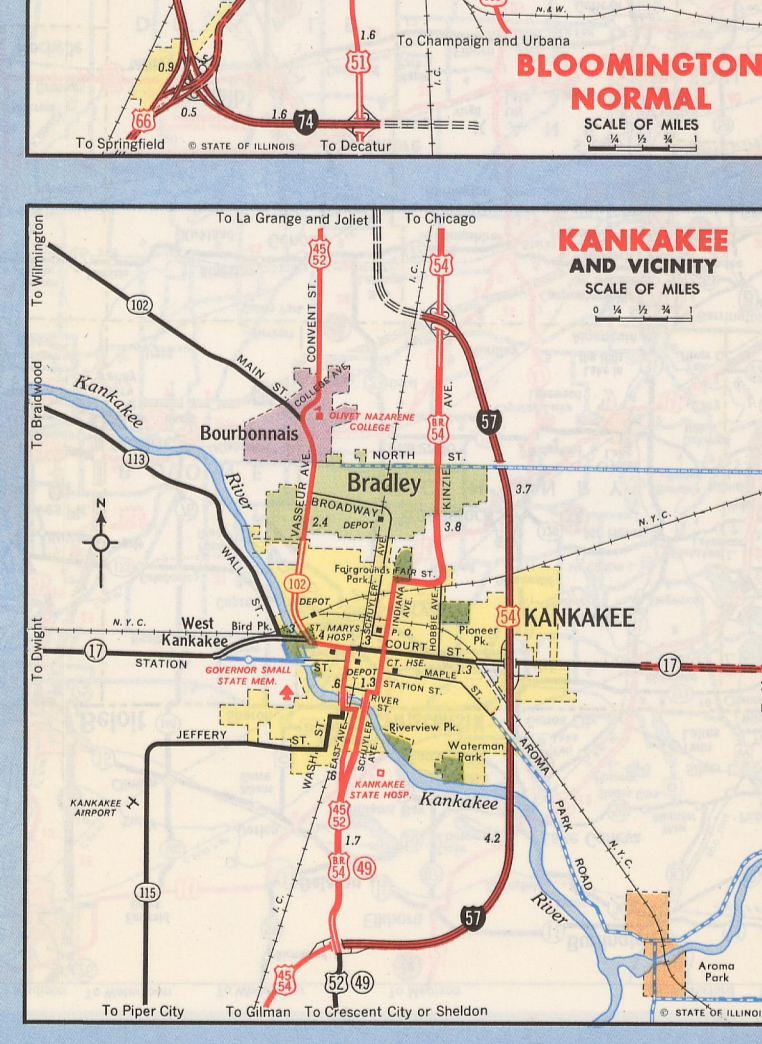 N.&W.
1.6
To Champaign and Urbana
0.9
51
I.C.
BLOOMINGTON
NORMAL
SCALE OF MILES
0 ¼ ½ ¾ 1
66
0.5
1.6
74
To Springfield
© STATE OF ILLINOIS
To Decatur
To La Grange and Joliet
To Chicago
To Wilmington
45
52
I.C.
54
KANKAKEE
AND VICINITY
SCALE OF MILES
0 ¼ ½ ¾ 1
102
CONVENT ST.
MAIN ST.
COLLEGE AVE.
To Braidwood
Kankakee
River
OLIVET NAZARENE
COLLEGE
BR.
54
57
KINZIE AVE.
Bourbonnais
113
NORTH ST.
VASSEUR AVE.
Bradley
BROADWAY
DEPOT
2.4
3.8
3.7
N.Y.C.
N
WALL ST.
Fairgrounds
Park
FAIR ST.
102
DEPOT
SCHUYLER AVE.
INDIANA AVE.
HOBBIE AVE.
54
KANKAKEE
To Dwight
N.Y.C.
West
Kankakee
Bird Pk.
.3
.4
ST. MARYS
HOSP.
.3
P. O.
Pioneer
Pk.
COURT ST.
17
STATION ST.
CT. HSE.
MAPLE ST.
1.3
17
GOVERNOR SMALL
STATE MEM.
DEPOT
.6
1.3
STATION ST.
RIVER
ST.
JEFFERY ST.
WASH. ST.
EAST AVE.
SCHUYLER
AVE.
Riverview Pk.
Waterman
Park
AROMA PARK ROAD
KANKAKEE
AIRPORT
KANKAKEE
STATE HOSP.
Kankakee
River
45
52
1.7
4.2
N.Y.C.
BR.
54
49
115
I.C.
57
45
54
52
49
Aroma
Park
To Piper City
To Gilman
To Crescent City or Sheldon
© STATE OF ILLINOI